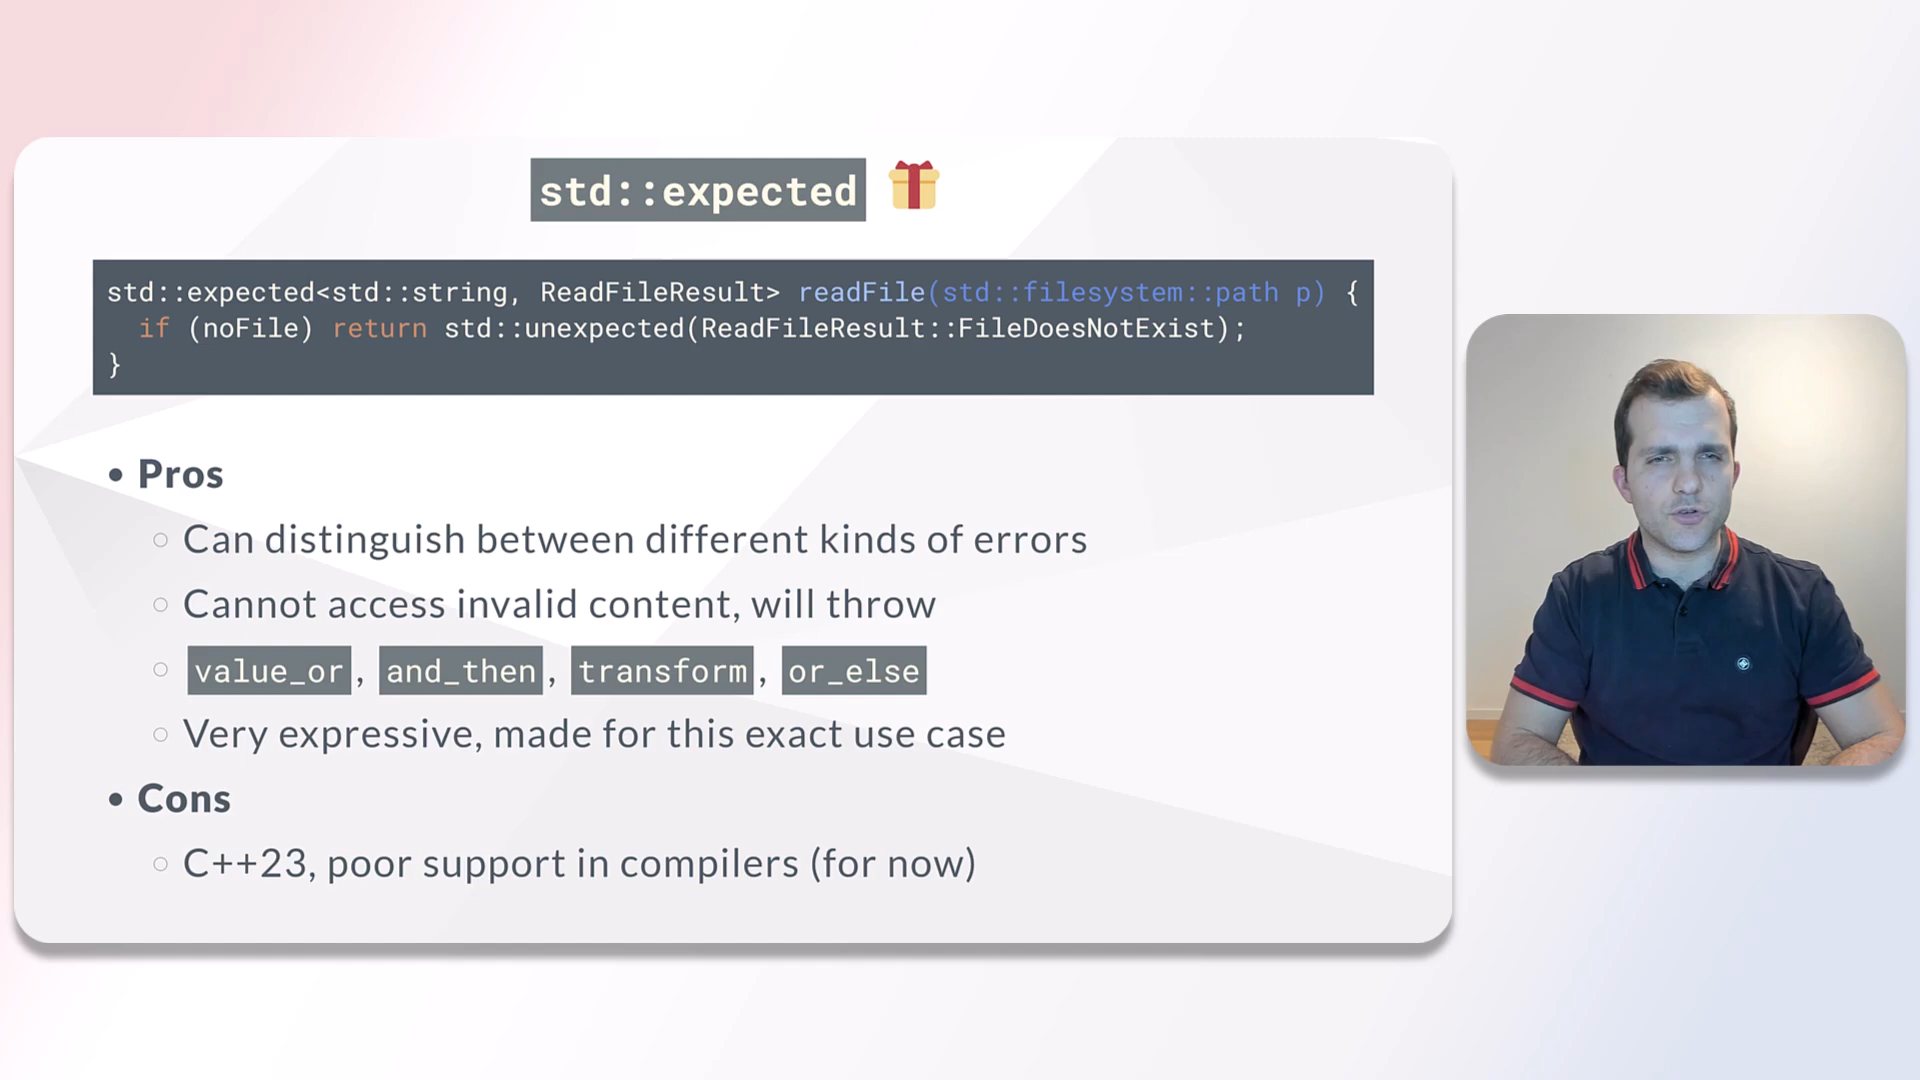 std::expected
std::expected<std::string, ReadFileResult> readFile(std::filesystem::path p) {
if (noFile) return std::unexpected(ReadFileResult::FileDoesNotExist);
}
• Pros
○ Can distinguish between different kinds of errors
○ Cannot access invalid content, will throw
○ value_or, and_then, transform, or_else
○ Very expressive, made for this exact use case
• Cons
○ C++23, poor support in compilers (for now)